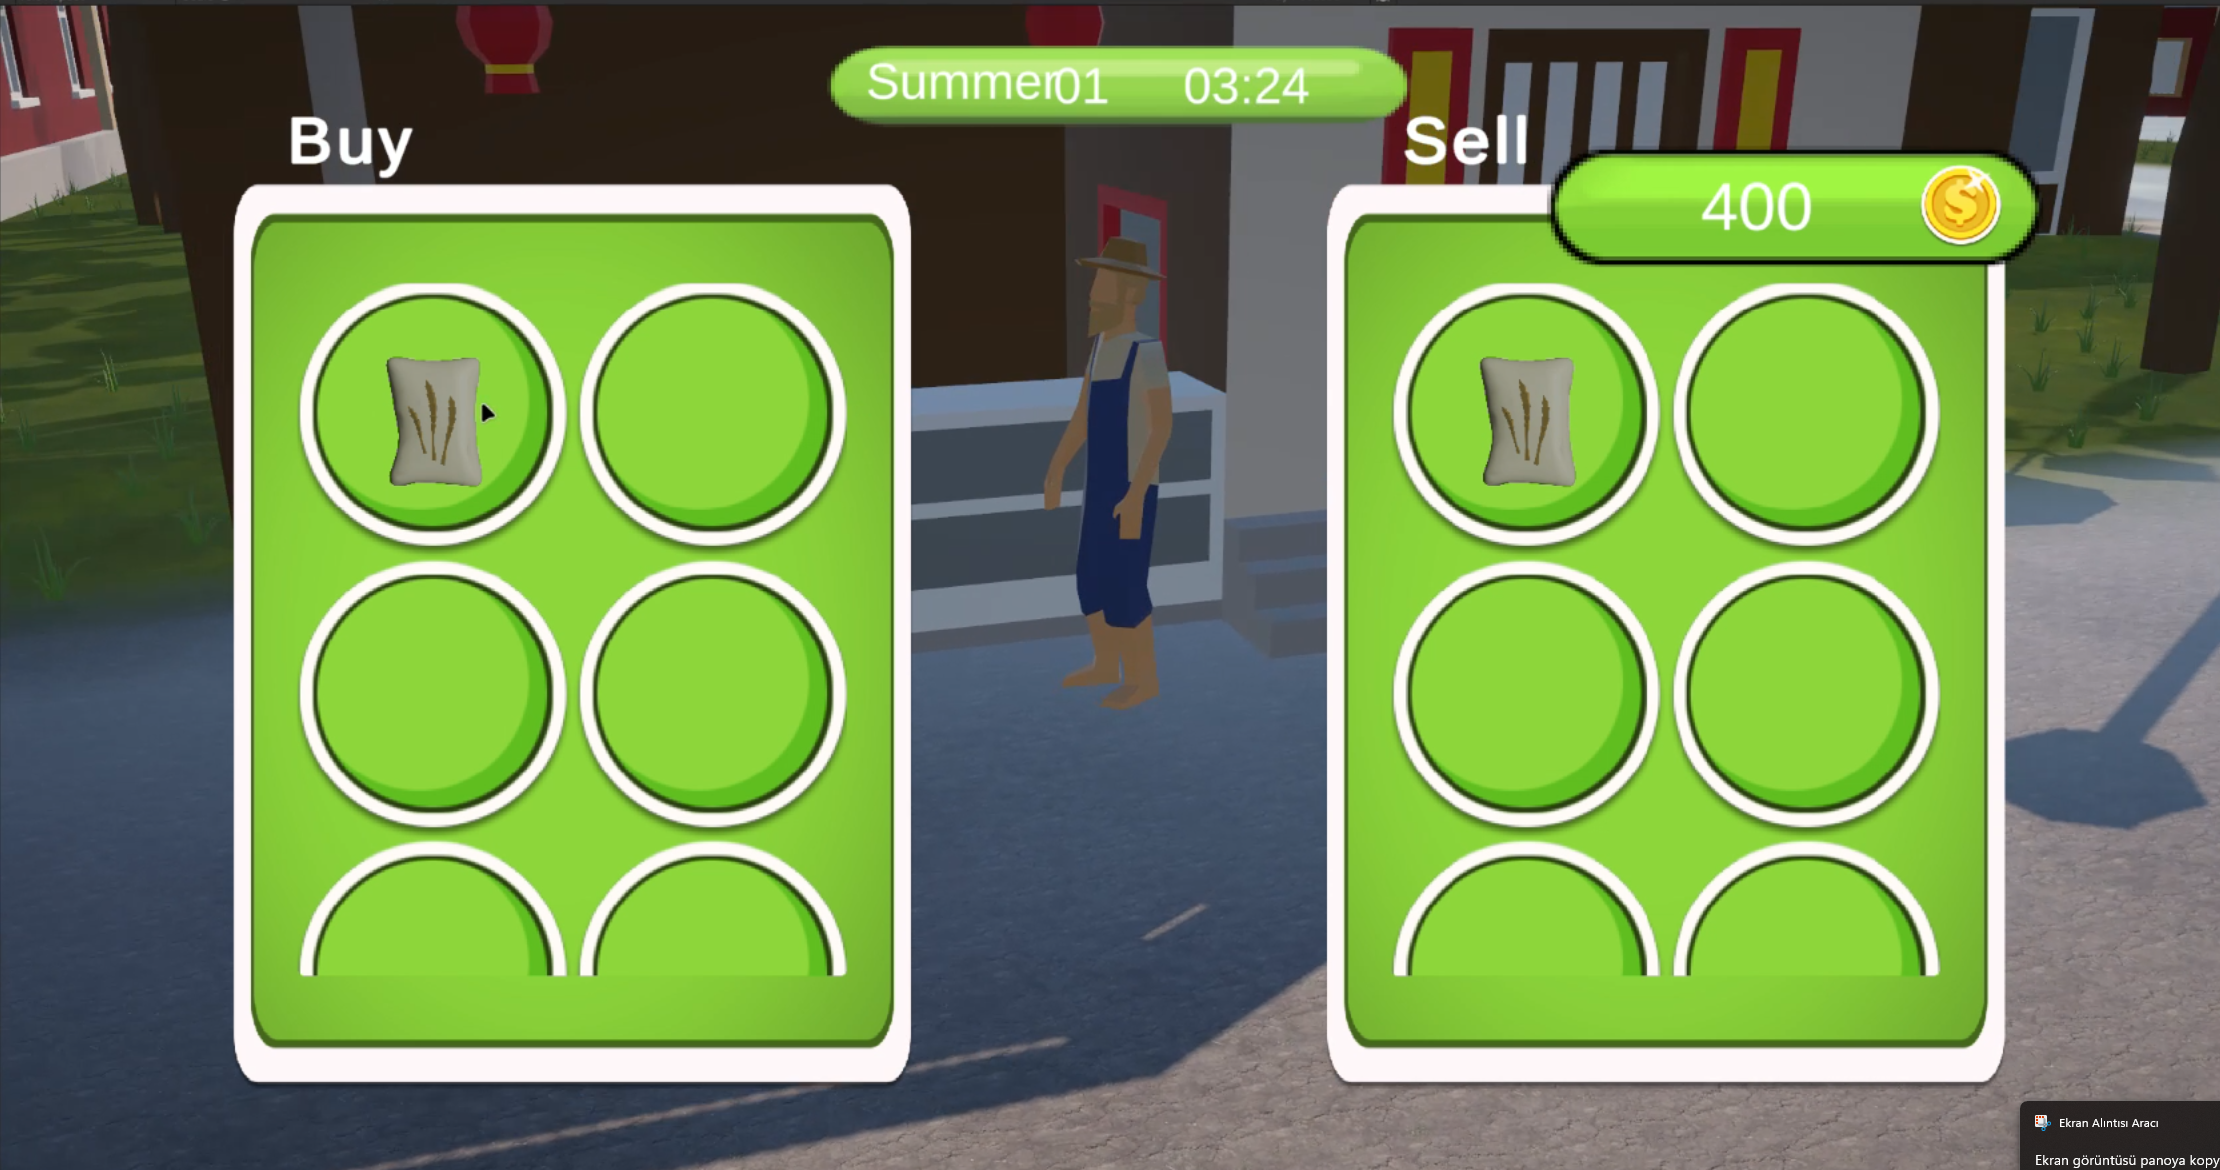 Summer01 03:24
Buy
Sell
400
Ekran Alıntısı Aracı
Ekran görüntüsü panoya kopy